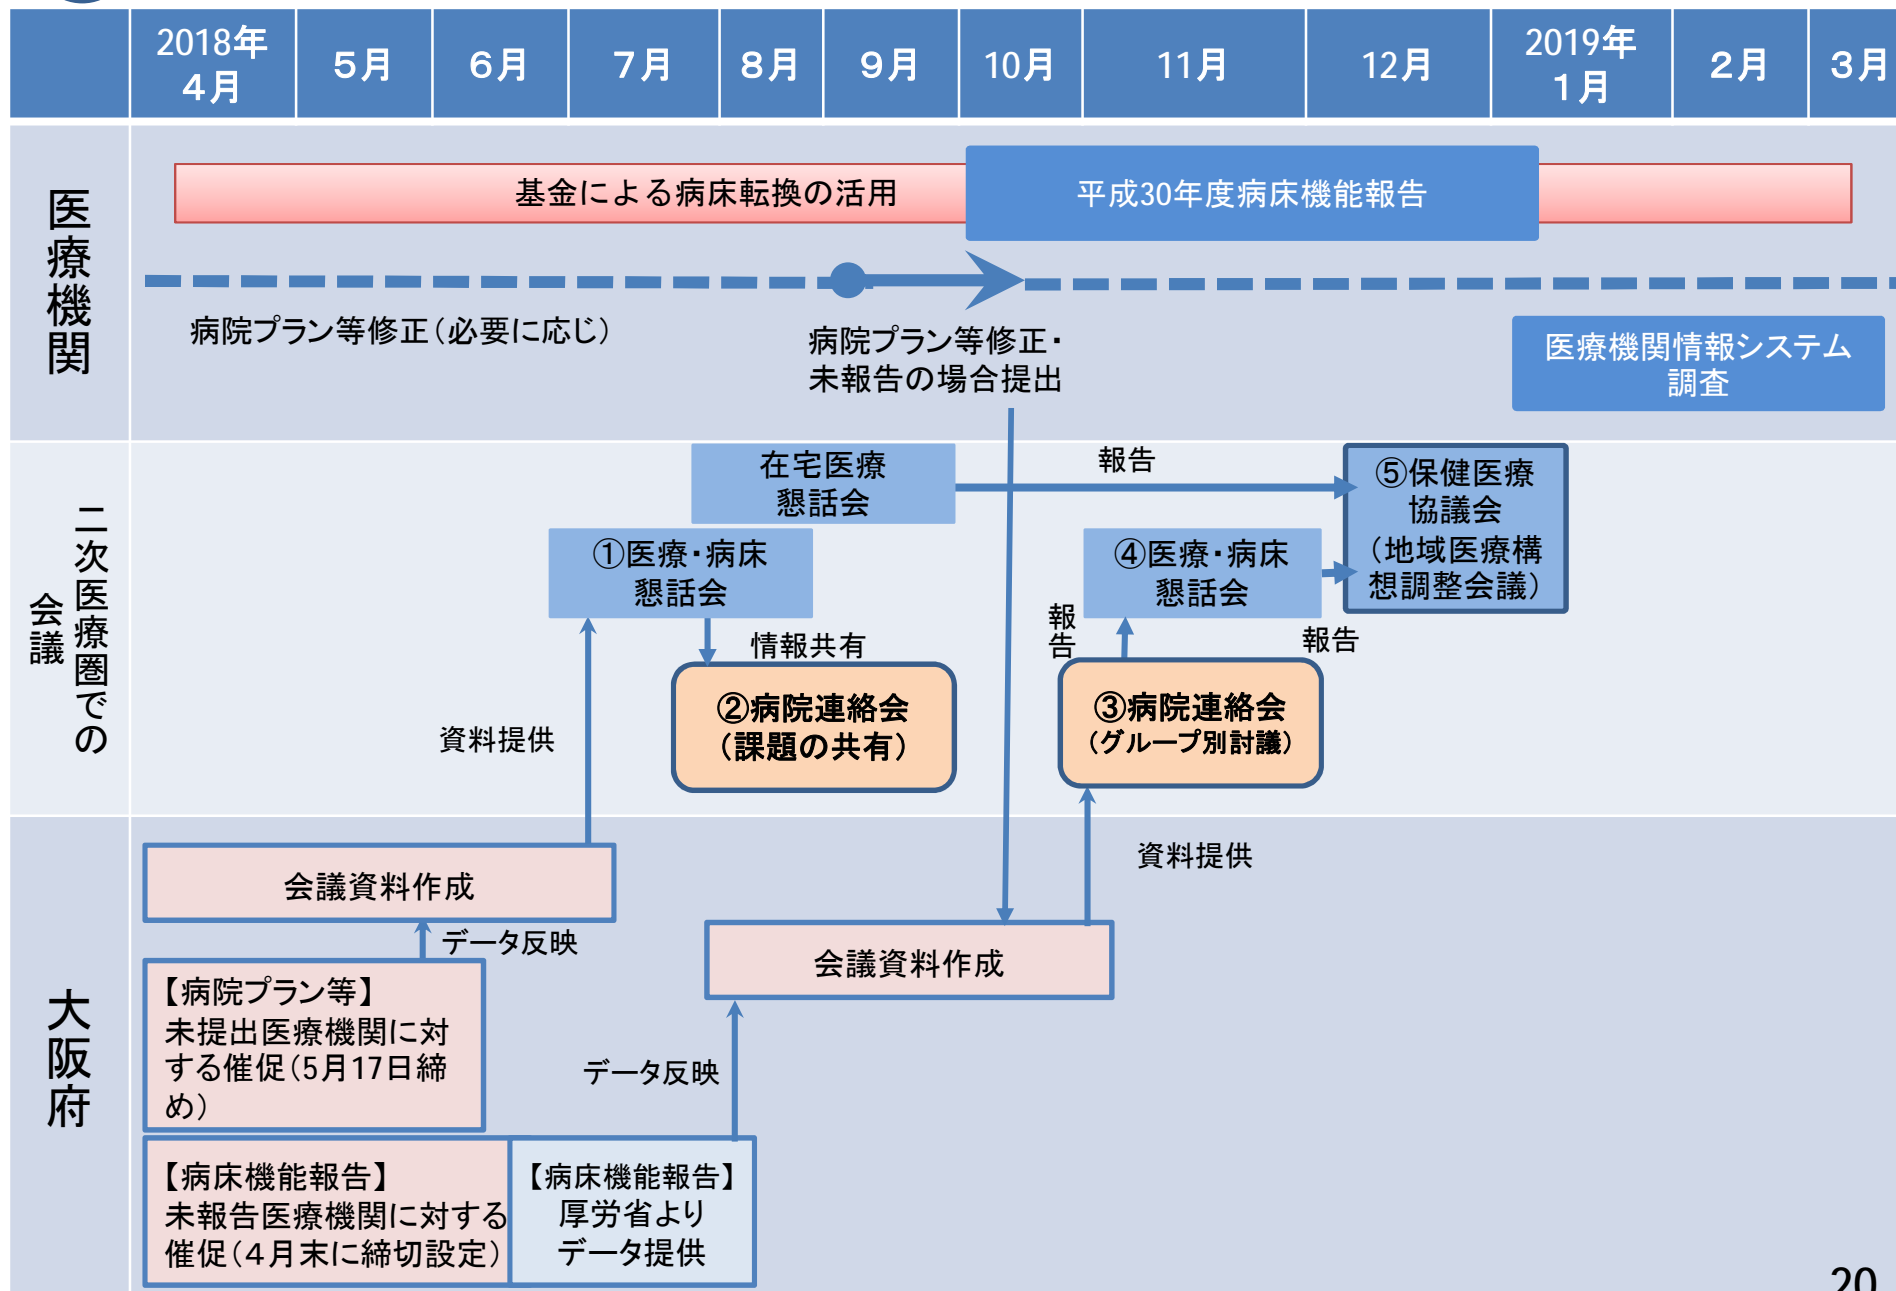 2018年
4月
５月
６月
７月
８月
９月
10月
11月
12月
2019年
１月
２月
３月
医療機関
基金による病床転換の活用
平成30年度病床機能報告
病院プラン等修正（必要に応じ）
病院プラン等修正・
未報告の場合提出
医療機関情報システム
調査
二次医療圏での
会議
在宅医療
懇話会
報告
⑤保健医療
協議会
（地域医療構
想調整会議）
①医療・病床
懇話会
④医療・病床
懇話会
情報共有
報告
報告
②病院連絡会
（課題の共有）
③病院連絡会
（グループ別討議）
資料提供
大阪府
会議資料作成
資料提供
データ反映
会議資料作成
【病院プラン等】
未提出医療機関に対
する催促（5月17日締
め）
データ反映
【病床機能報告】
未報告医療機関に対する
催促（４月末に締切設定）
【病床機能報告】
厚労省より
データ提供
20